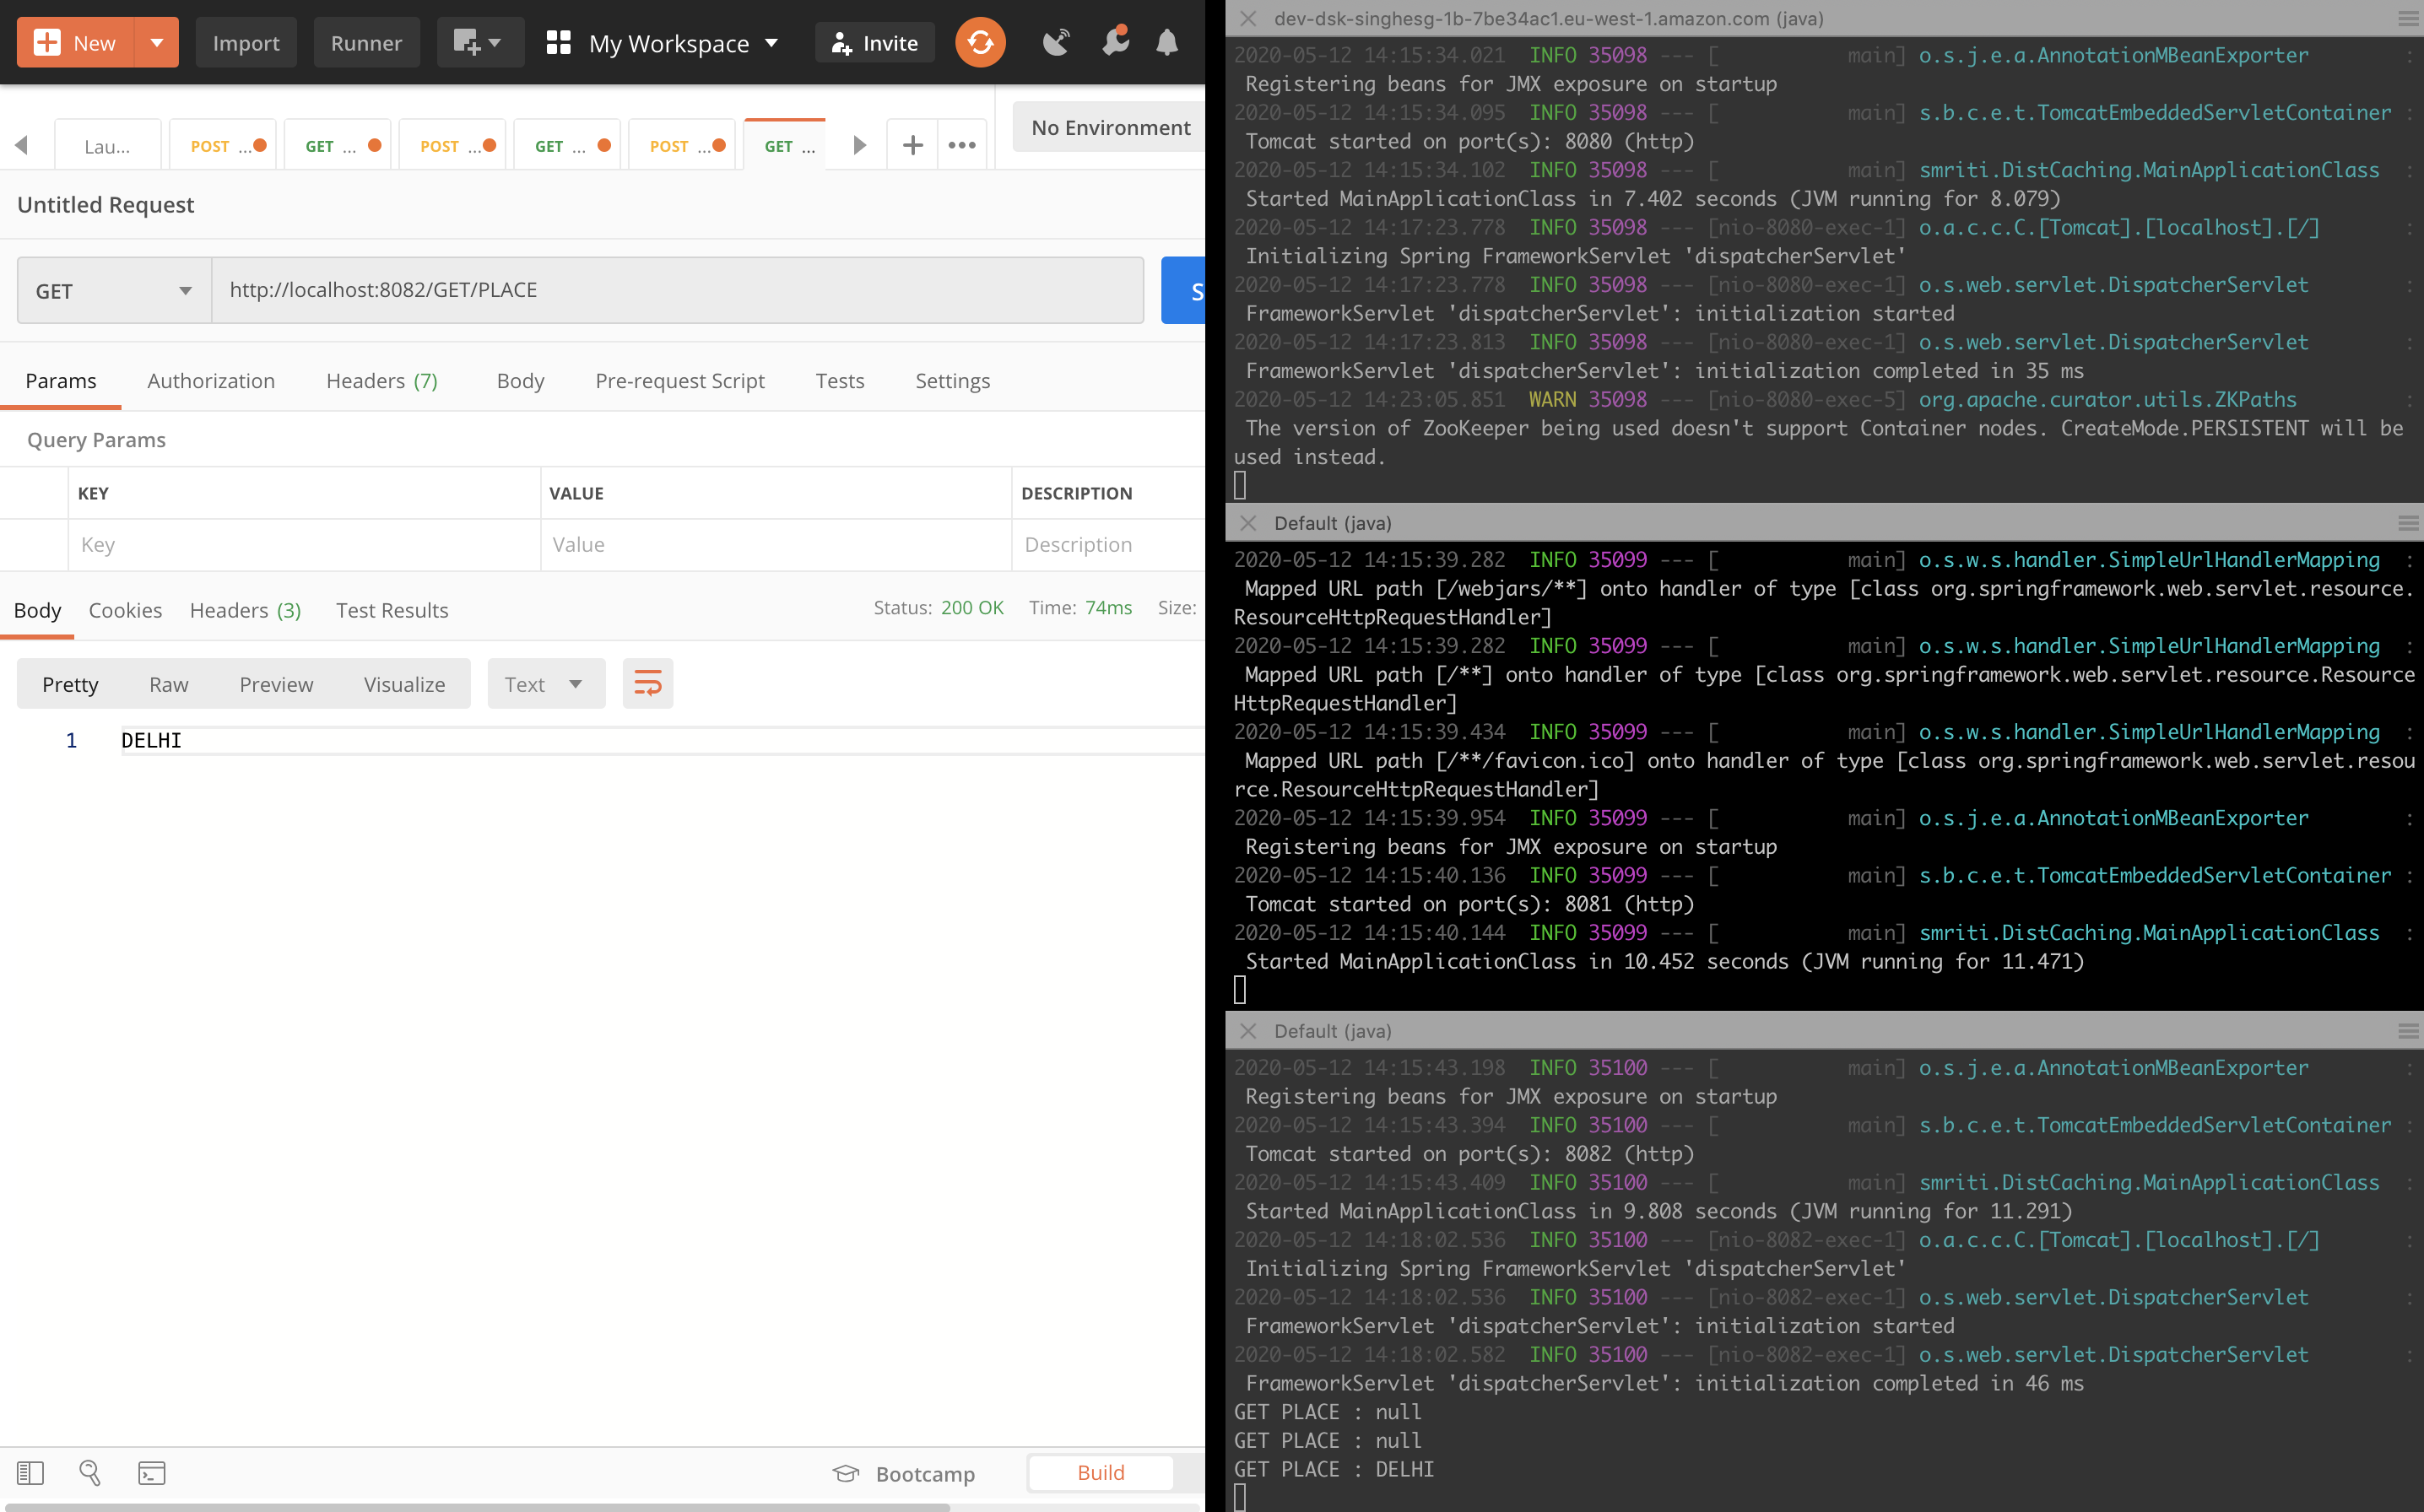 New
Import
Runner
My Workspace
Invite
Lau...
POST ...
GET ...
POST ...
GET ...
POST ...
GET ...
No Environment
Untitled Request
GET
http://localhost:8082/GET/PLACE
S
Params
Authorization
Headers (7)
Body
Pre-request Script
Tests
Settings
Query Params
KEY
VALUE
DESCRIPTION
Key
Value
Description
Body
Cookies
Headers (3)
Test Results
Status: 200 OK
Time: 74ms
Size:
Pretty
Raw
Preview
Visualize
Text
1 DELHI
Bootcamp
Build
dev-dsk-singhesg-1b-7be34ac1.eu-west-1.amazon.com (java)
2020-05-12 14:15:34.021 INFO 35098 --- [ main] o.s.j.e.a.AnnotationMBeanExporter :
Registering beans for JMX exposure on startup
2020-05-12 14:15:34.095 INFO 35098 --- [ main] s.b.c.e.t.TomcatEmbeddedServletContainer :
Tomcat started on port(s): 8080 (http)
2020-05-12 14:15:34.102 INFO 35098 --- [ main] smriti.DistCaching.MainApplicationClass :
Started MainApplicationClass in 7.402 seconds (JVM running for 8.079)
2020-05-12 14:17:23.778 INFO 35098 --- [nio-8080-exec-1] o.a.c.c.C.[Tomcat].[localhost].[/] :
Initializing Spring FrameworkServlet 'dispatcherServlet'
2020-05-12 14:17:23.778 INFO 35098 --- [nio-8080-exec-1] o.s.web.servlet.DispatcherServlet :
FrameworkServlet 'dispatcherServlet': initialization started
2020-05-12 14:17:23.813 INFO 35098 --- [nio-8080-exec-1] o.s.web.servlet.DispatcherServlet :
FrameworkServlet 'dispatcherServlet': initialization completed in 35 ms
2020-05-12 14:23:05.851 WARN 35098 --- [nio-8080-exec-5] org.apache.curator.utils.ZKPaths :
The version of ZooKeeper being used doesn't support Container nodes. CreateMode.PERSISTENT will be
used instead.
Default (java)
2020-05-12 14:15:39.282 INFO 35099 --- [ main] o.s.w.s.handler.SimpleUrlHandlerMapping :
Mapped URL path [/webjars/**] onto handler of type [class org.springframework.web.servlet.resource.
ResourceHttpRequestHandler]
2020-05-12 14:15:39.282 INFO 35099 --- [ main] o.s.w.s.handler.SimpleUrlHandlerMapping :
Mapped URL path [/**] onto handler of type [class org.springframework.web.servlet.resource.Resource
HttpRequestHandler]
2020-05-12 14:15:39.434 INFO 35099 --- [ main] o.s.w.s.handler.SimpleUrlHandlerMapping :
Mapped URL path [/**/favicon.ico] onto handler of type [class org.springframework.web.servlet.resou
rce.ResourceHttpRequestHandler]
2020-05-12 14:15:39.954 INFO 35099 --- [ main] o.s.j.e.a.AnnotationMBeanExporter :
Registering beans for JMX exposure on startup
2020-05-12 14:15:40.136 INFO 35099 --- [ main] s.b.c.e.t.TomcatEmbeddedServletContainer :
Tomcat started on port(s): 8081 (http)
2020-05-12 14:15:40.144 INFO 35099 --- [ main] smriti.DistCaching.MainApplicationClass :
Started MainApplicationClass in 10.452 seconds (JVM running for 11.471)
Default (java)
2020-05-12 14:15:43.198 INFO 35100 --- [ main] o.s.j.e.a.AnnotationMBeanExporter :
Registering beans for JMX exposure on startup
2020-05-12 14:15:43.394 INFO 35100 --- [ main] s.b.c.e.t.TomcatEmbeddedServletContainer :
Tomcat started on port(s): 8082 (http)
2020-05-12 14:15:43.409 INFO 35100 --- [ main] smriti.DistCaching.MainApplicationClass :
Started MainApplicationClass in 9.808 seconds (JVM running for 11.291)
2020-05-12 14:18:02.536 INFO 35100 --- [nio-8082-exec-1] o.a.c.c.C.[Tomcat].[localhost].[/] :
Initializing Spring FrameworkServlet 'dispatcherServlet'
2020-05-12 14:18:02.536 INFO 35100 --- [nio-8082-exec-1] o.s.web.servlet.DispatcherServlet :
FrameworkServlet 'dispatcherServlet': initialization started
2020-05-12 14:18:02.582 INFO 35100 --- [nio-8082-exec-1] o.s.web.servlet.DispatcherServlet :
FrameworkServlet 'dispatcherServlet': initialization completed in 46 ms
GET PLACE : null
GET PLACE : null
GET PLACE : DELHI